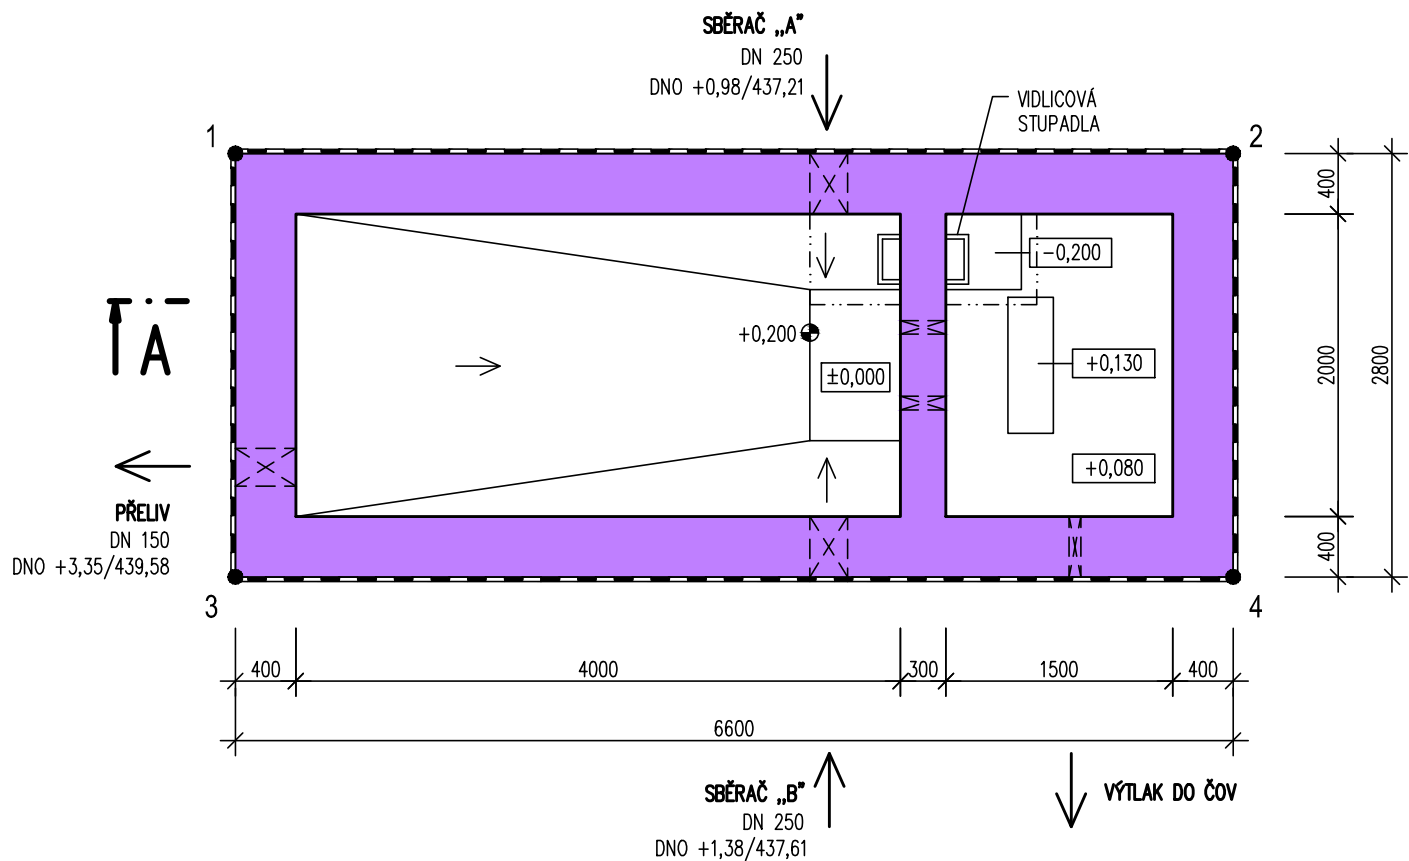 SBĚRAČ „A”
DN 250
DNO +0,98/437,21
VIDLICOVÁ
STUPADLA
1
2
400
-0,200
A
+0,200
±0,000
+0,130
2000
2800
+0,080
PŘELIV
DN 150
DNO +3,35/439,58
400
3
4
400
4000
300
1500
400
6600
SBĚRAČ „B”
DN 250
DNO +1,38/437,61
VÝTLAK DO ČOV